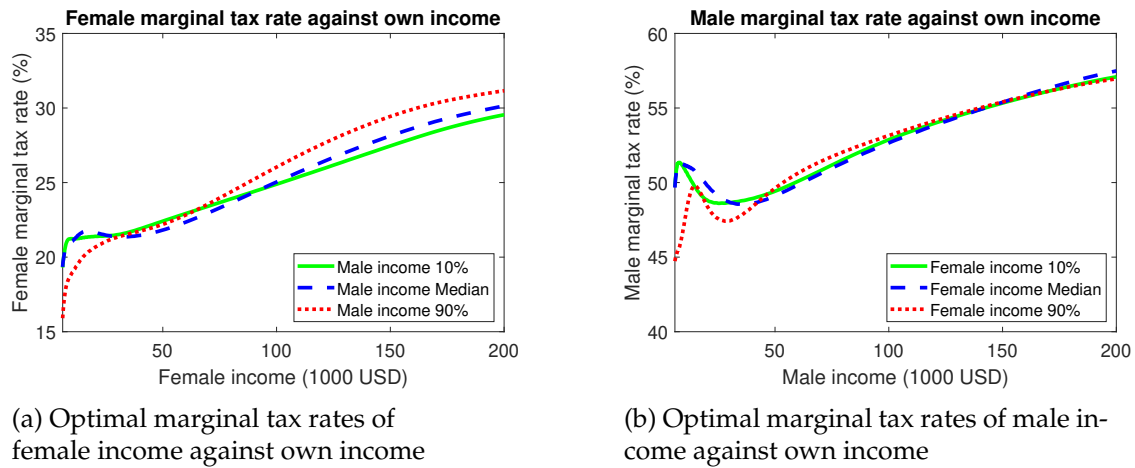 Female marginal tax rate against own income
Female marginal tax rate (%)
35
30
25
20
15
Male income 10%
Male income Median
Male income 90%
50
100
150
200
Female income (1000 USD)
(a) Optimal marginal tax rates of
female income against own income
Male marginal tax rate against own income
Male marginal tax rate (%)
60
55
50
45
40
Female income 10%
Female income Median
Female income 90%
50
100
150
200
Male income (1000 USD)
(b) Optimal marginal tax rates of male in-
come against own income